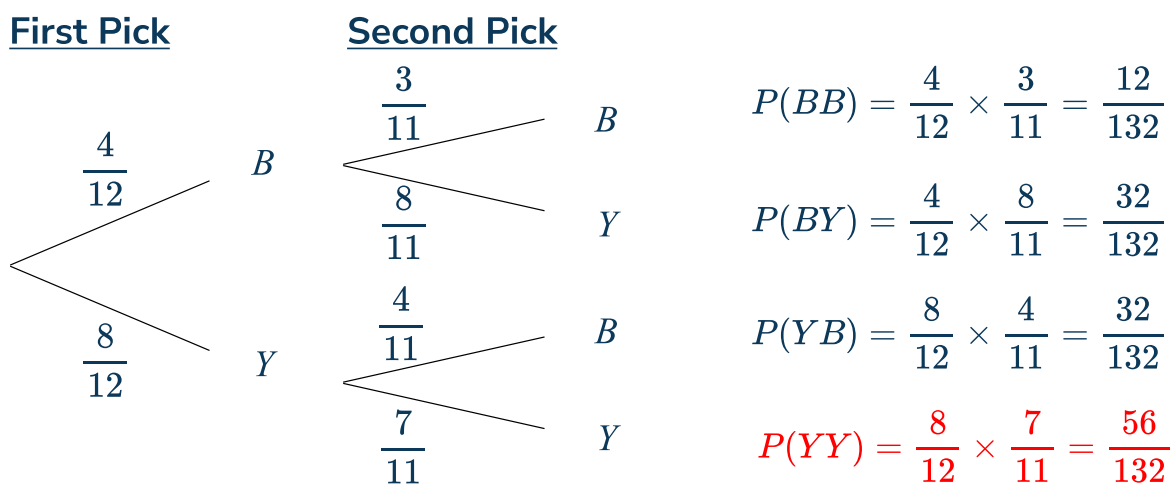 First Pick
Second Pick
4/12
B
8/12
Y
3/11
B
8/11
Y
4/11
B
7/11
Y
P(BB) = 4/12 × 3/11 = 12/132
P(BY) = 4/12 × 8/11 = 32/132
P(YB) = 8/12 × 4/11 = 32/132
P(YY) = 8/12 × 7/11 = 56/132